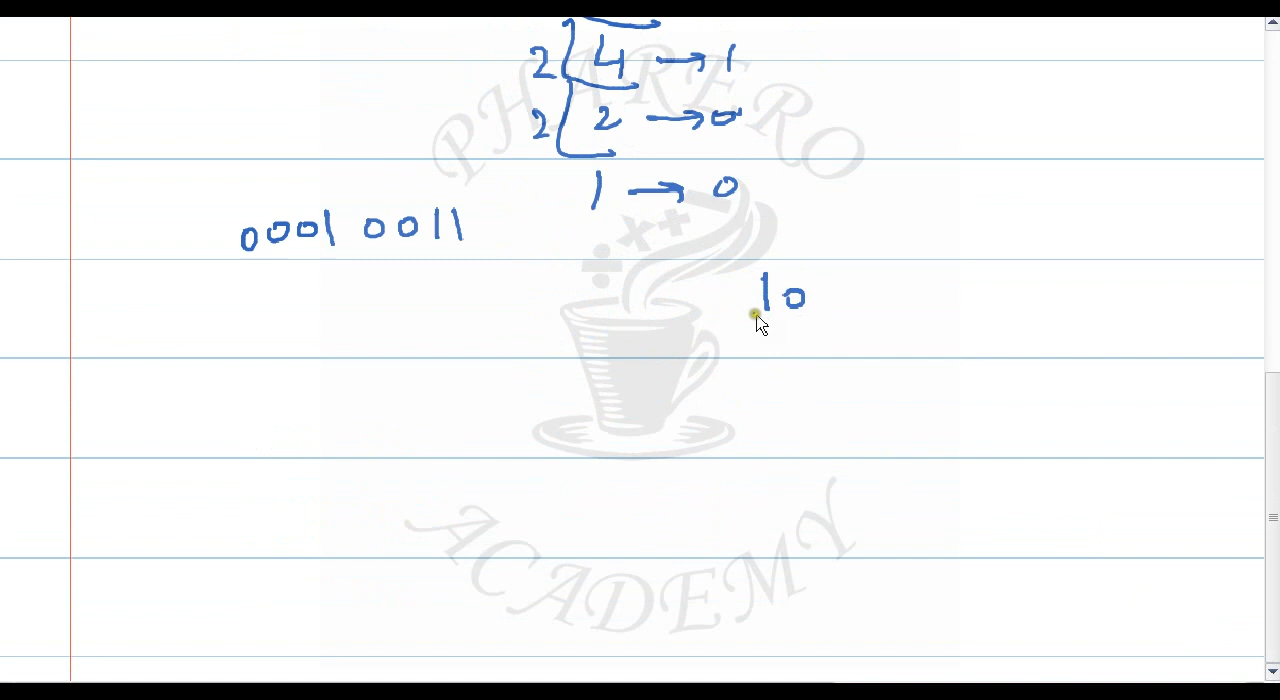 2 4 → 1
2 2 → 0
1 → 0
0001 0011
10
PHARERO
ACADEMY